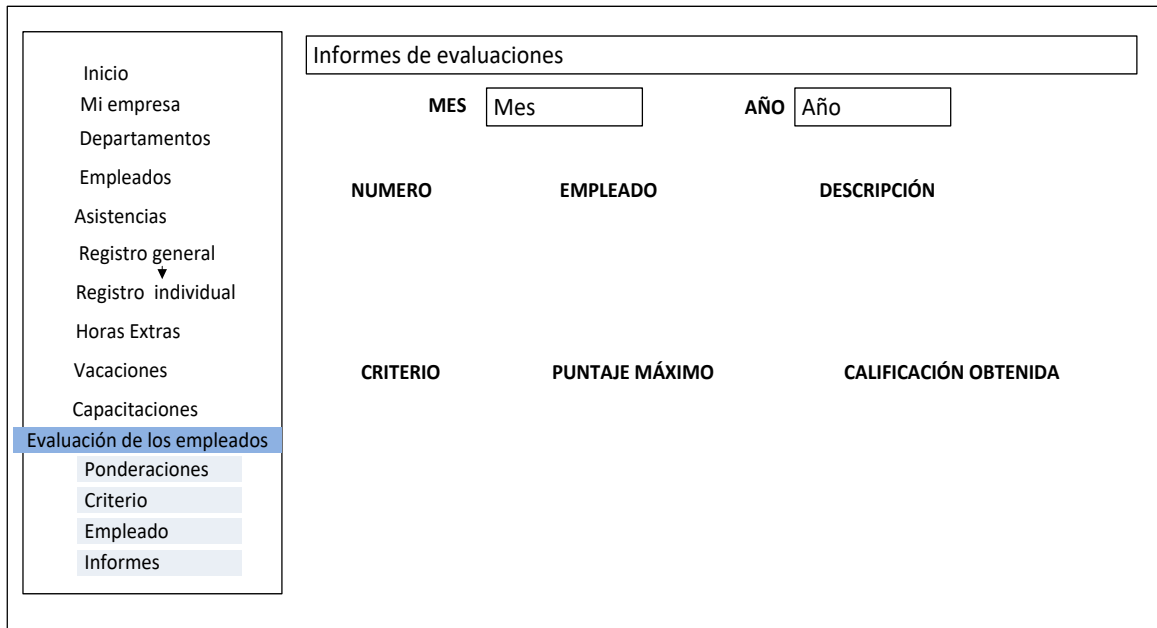 Inicio
Mi empresa
Departamentos
Empleados
Asistencias
Registro general
Registro individual
Horas Extras
Vacaciones
Capacitaciones
Evaluación de los empleados
Ponderaciones
Criterio
Empleado
Informes
Informes de evaluaciones
MES Mes AÑO Año
NUMERO EMPLEADO DESCRIPCIÓN
CRITERIO PUNTAJE MÁXIMO CALIFICACIÓN OBTENIDA